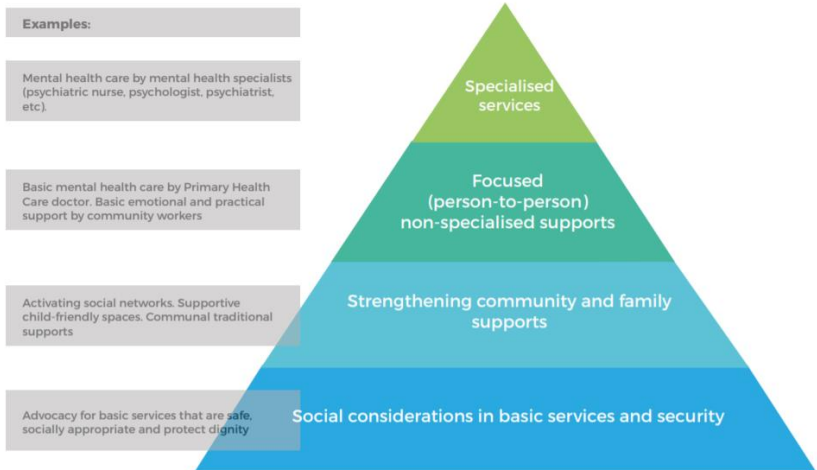 Examples:
Mental health care by mental health specialists
(psychiatric nurse, psychologist, psychiatrist,
etc).
Specialised
services
Basic mental health care by Primary Health
Care doctor. Basic emotional and practical
support by community workers
Focused
(person-to-person)
non-specialised supports
Activating social networks. Supportive
child-friendly spaces. Communal traditional
supports
Strengthening community and family
supports
Advocacy for basic services that are safe,
socially appropriate and protect dignity
Social considerations in basic services and security